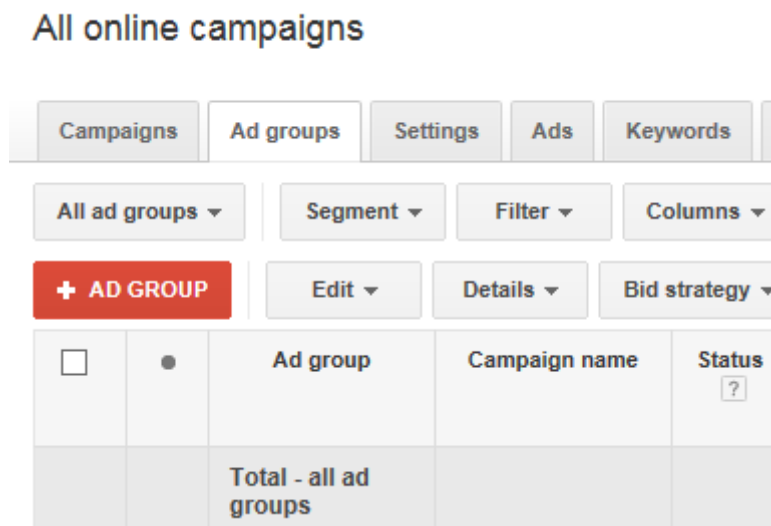 All online campaigns
Campaigns Ad groups Settings Ads Keywords
All ad groups Segment Filter Columns
+ AD GROUP Edit Details Bid strategy
Ad group Campaign name Status
?
Total - all ad
groups